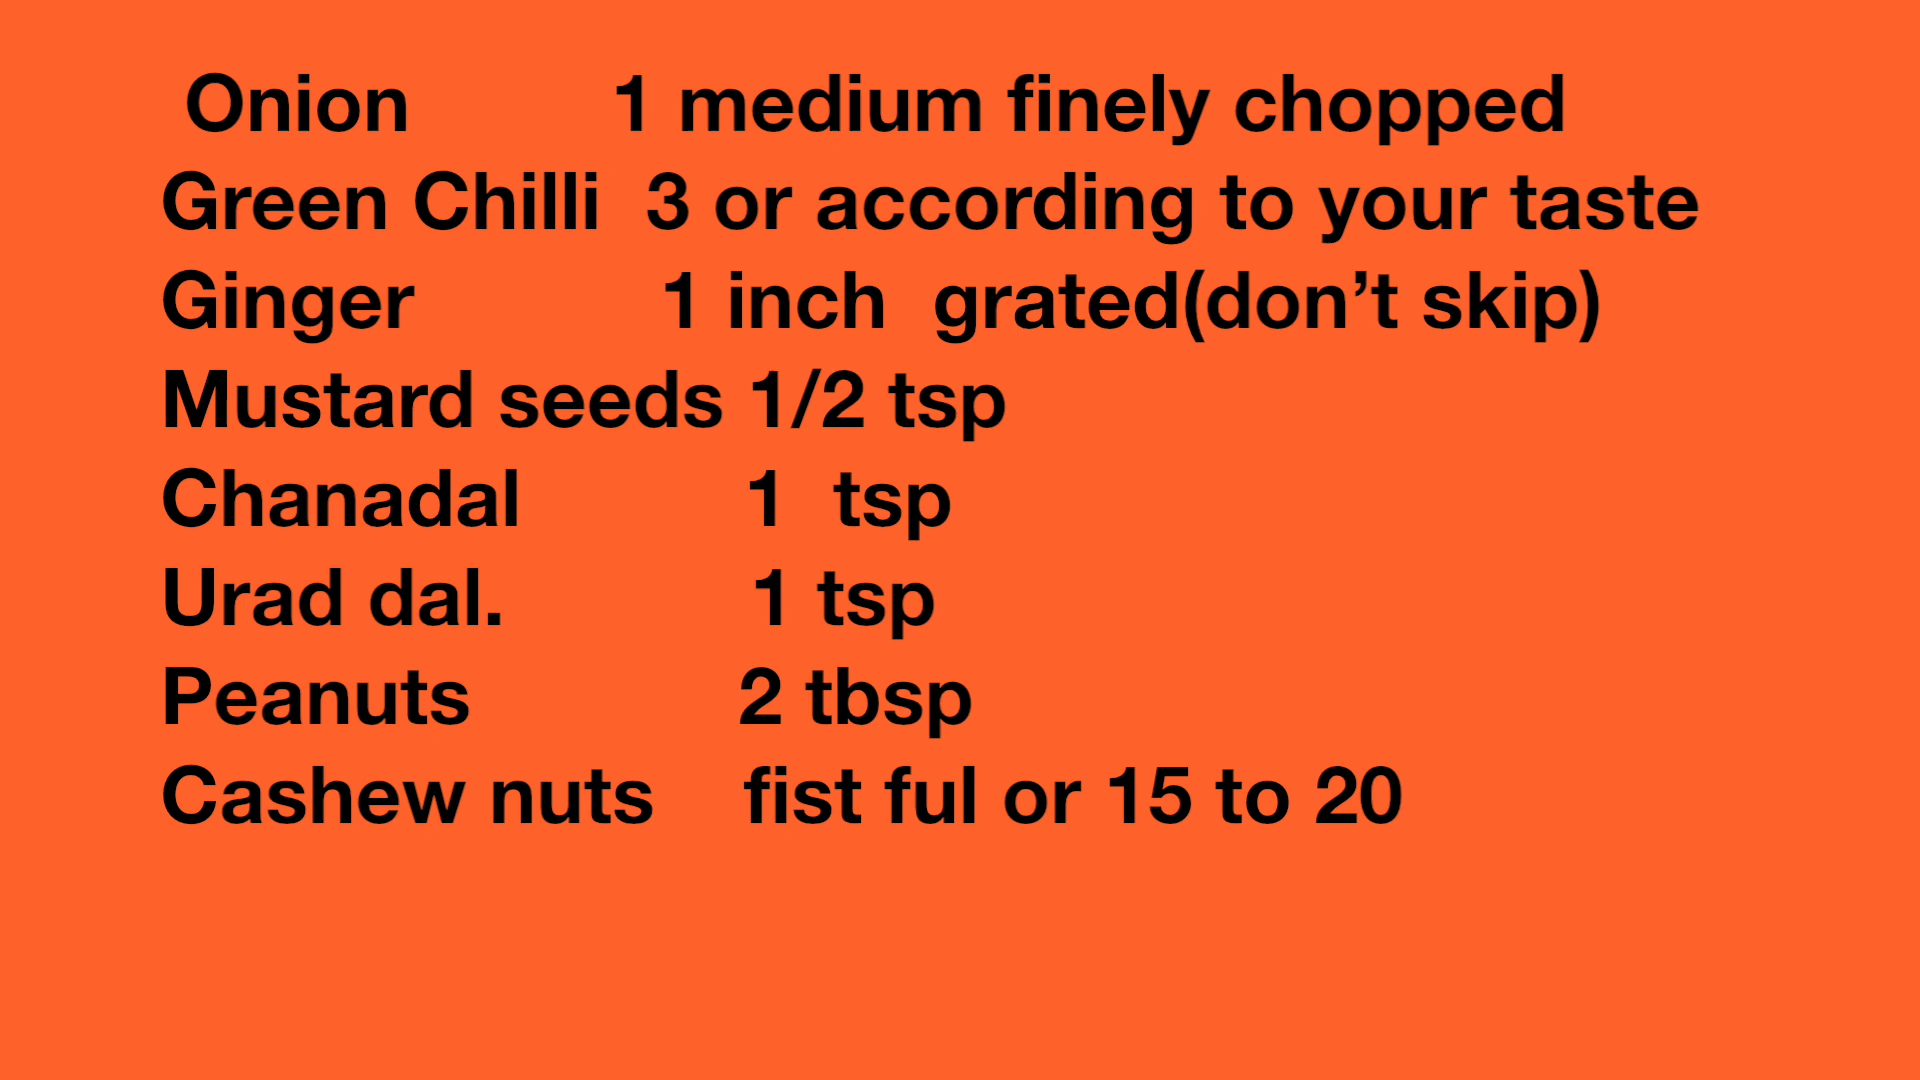 Onion 1 medium finely chopped
Green Chilli 3 or according to your taste
Ginger 1 inch grated(don’t skip)
Mustard seeds 1/2 tsp
Chanadal 1 tsp
Urad dal. 1 tsp
Peanuts 2 tbsp
Cashew nuts fist ful or 15 to 20